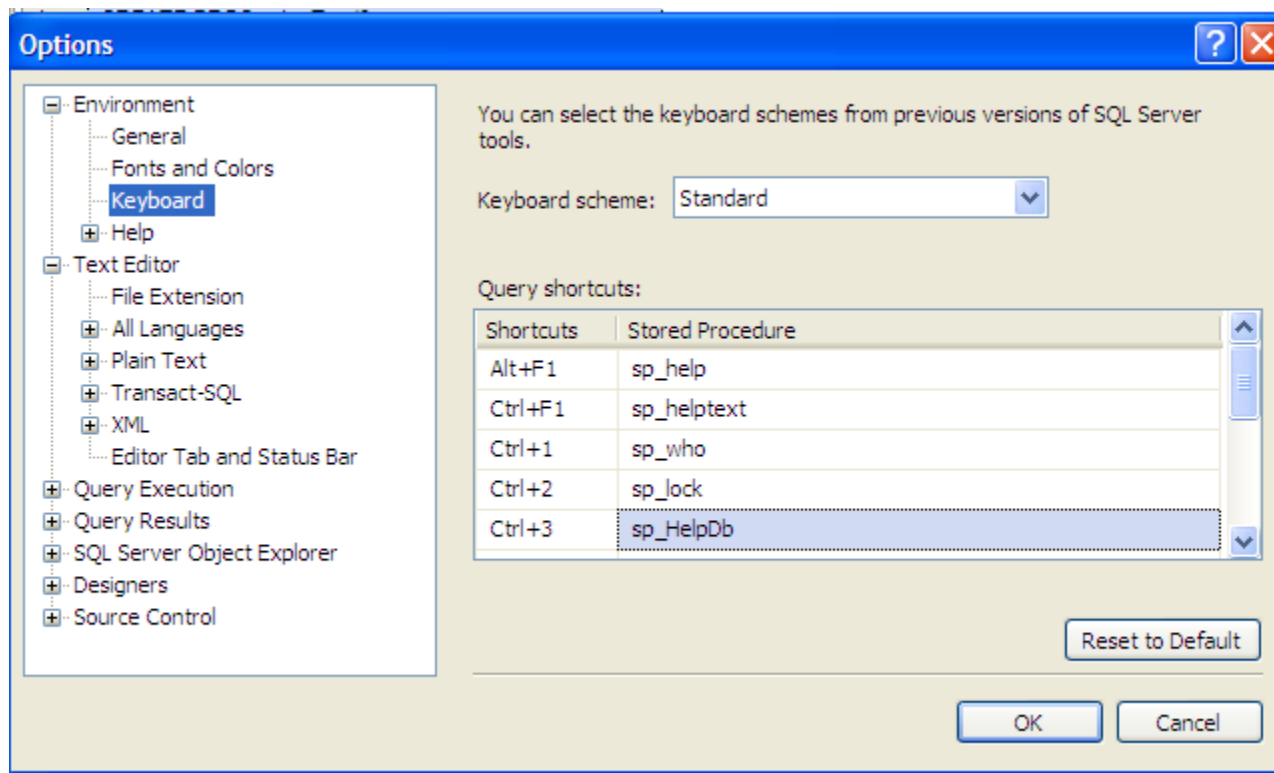 Options
Environment
General
Fonts and Colors
Keyboard
Help
Text Editor
File Extension
All Languages
Plain Text
Transact-SQL
XML
Editor Tab and Status Bar
Query Execution
Query Results
SQL Server Object Explorer
Designers
Source Control
You can select the keyboard schemes from previous versions of SQL Server
tools.
Keyboard scheme: Standard
Query shortcuts:
Shortcuts Stored Procedure
Alt+F1 sp_help
Ctrl+F1 sp_helptext
Ctrl+1 sp_who
Ctrl+2 sp_lock
Ctrl+3 sp_HelpDb
Reset to Default
OK Cancel